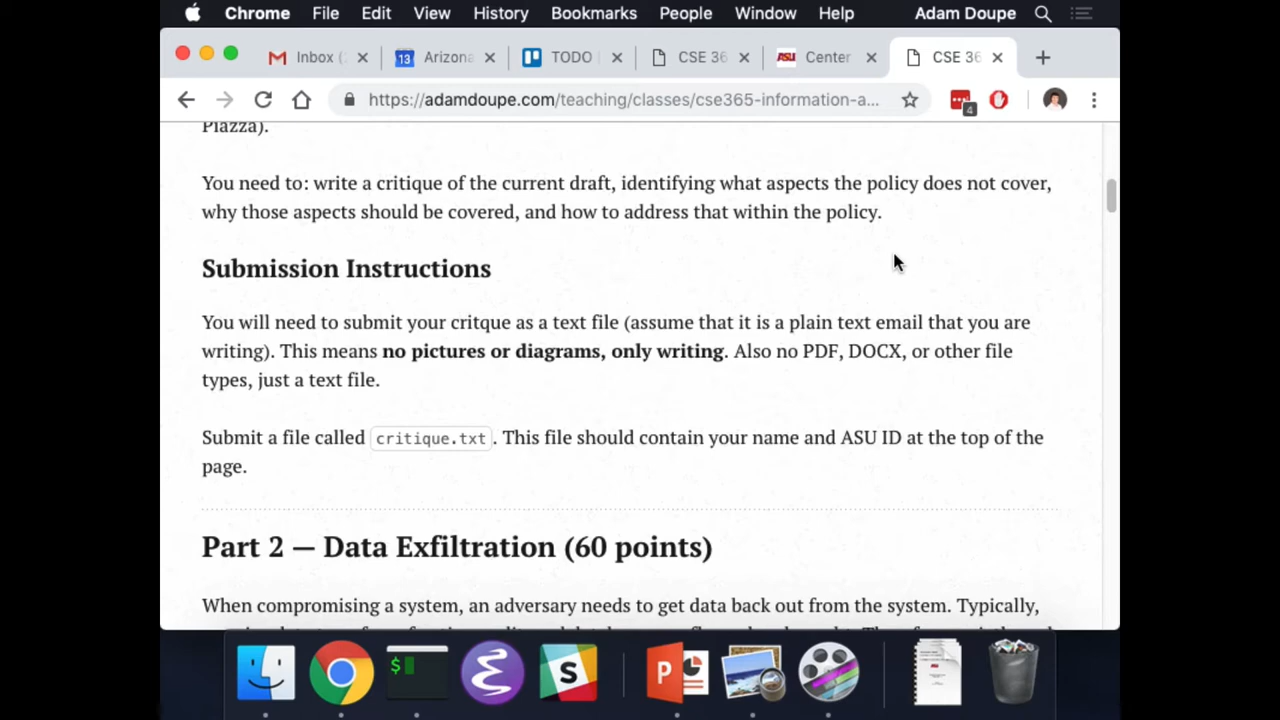 Chrome File Edit View History Bookmarks People Window Help Adam Doupe
Inbox ( Arizona TODO CSE 36 Center CSE 36
https://adamdoupe.com/teaching/classes/cse365-information-a...
4
Piazza).
You need to: write a critique of the current draft, identifying what aspects the policy does not cover,
why those aspects should be covered, and how to address that within the policy.
Submission Instructions
You will need to submit your critque as a text file (assume that it is a plain text email that you are
writing). This means no pictures or diagrams, only writing. Also no PDF, DOCX, or other file
types, just a text file.
Submit a file called critique.txt. This file should contain your name and ASU ID at the top of the
page.
Part 2 — Data Exfiltration (60 points)
When compromising a system, an adversary needs to get data back out from the system. Typically,